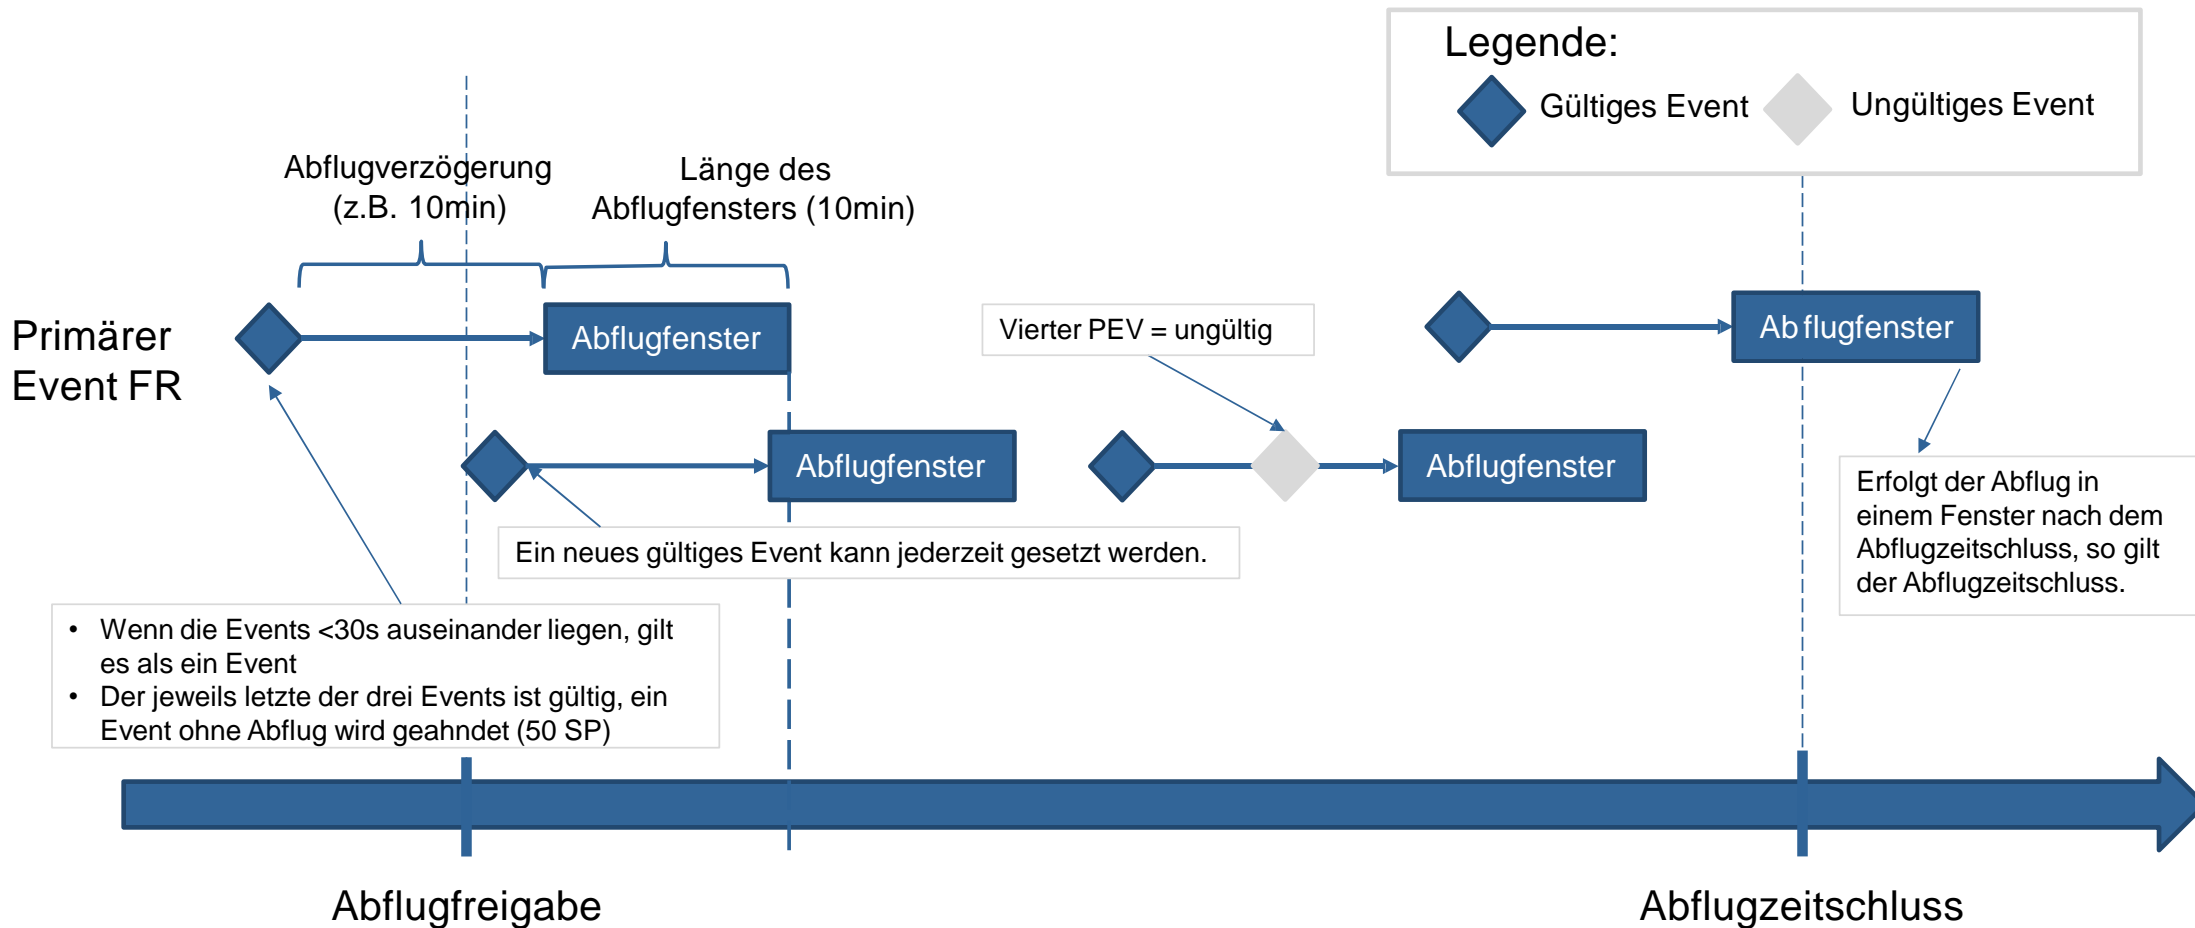 Legende:
Gültiges Event
Ungültiges Event
Abflugverzögerung
(z.B. 10min)
Länge des
Abflugfensters (10min)
Primärer
Event FR
Abflugfenster
Vierter PEV = ungültig
Abflugfenster
Abflugfenster
Abflugfenster
Erfolgt der Abflug in
einem Fenster nach dem
Abflugzeitschluss, so gilt
der Abflugzeitschluss.
Ein neues gültiges Event kann jederzeit gesetzt werden.
• Wenn die Events <30s auseinander liegen, gilt
es als ein Event
• Der jeweils letzte der drei Events ist gültig, ein
Event ohne Abflug wird geahndet (50 SP)
Abflugfreigabe
Abflugzeitschluss